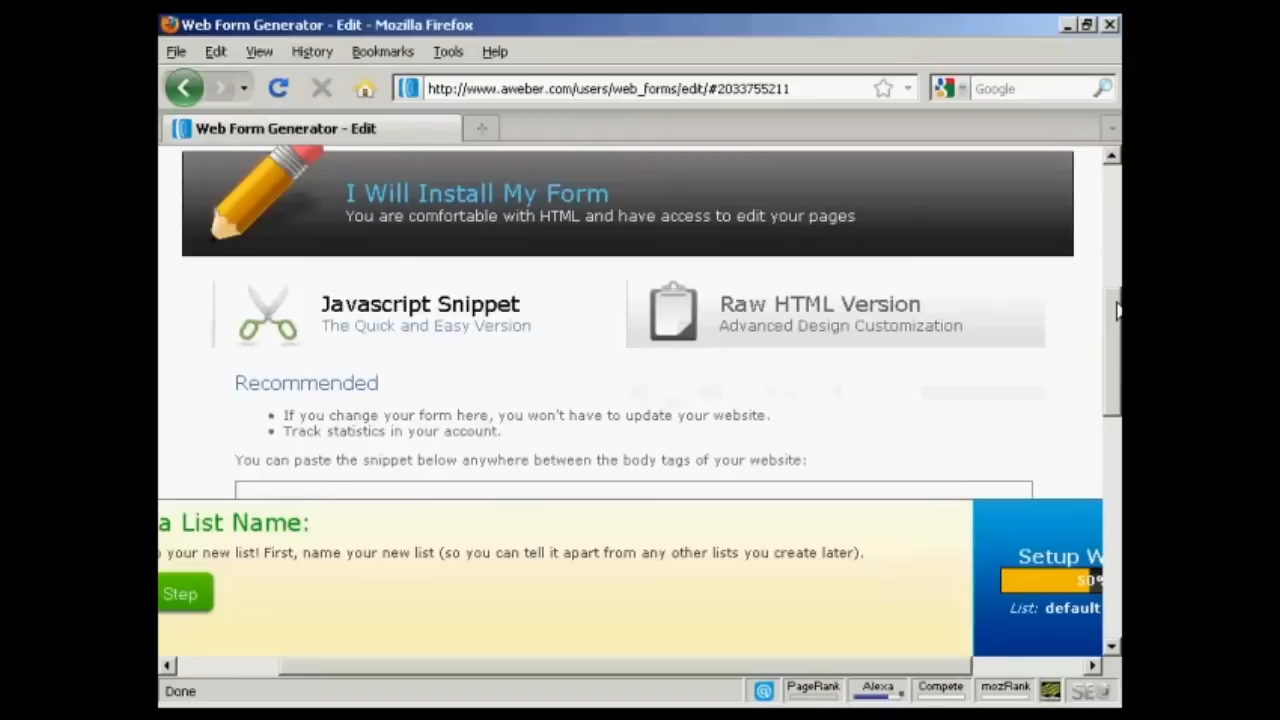 Web Form Generator - Edit - Mozilla Firefox
File Edit View History Bookmarks Tools Help
http://www.aweber.com/users/web_forms/edit/#2033755211
Google
Web Form Generator - Edit
I Will Install My Form
You are comfortable with HTML and have access to edit your pages
Javascript Snippet
The Quick and Easy Version
Raw HTML Version
Advanced Design Customization
Recommended
• If you change your form here, you won't have to update your website.
• Track statistics in your account.
You can paste the snippet below anywhere between the body tags of your website:
a List Name:
your new list! First, name your new list (so you can tell it apart from any other lists you create later).
Step
Setup W
50%
List: default
Done
PageRank
Alexa
Compete
mozRank
SEO